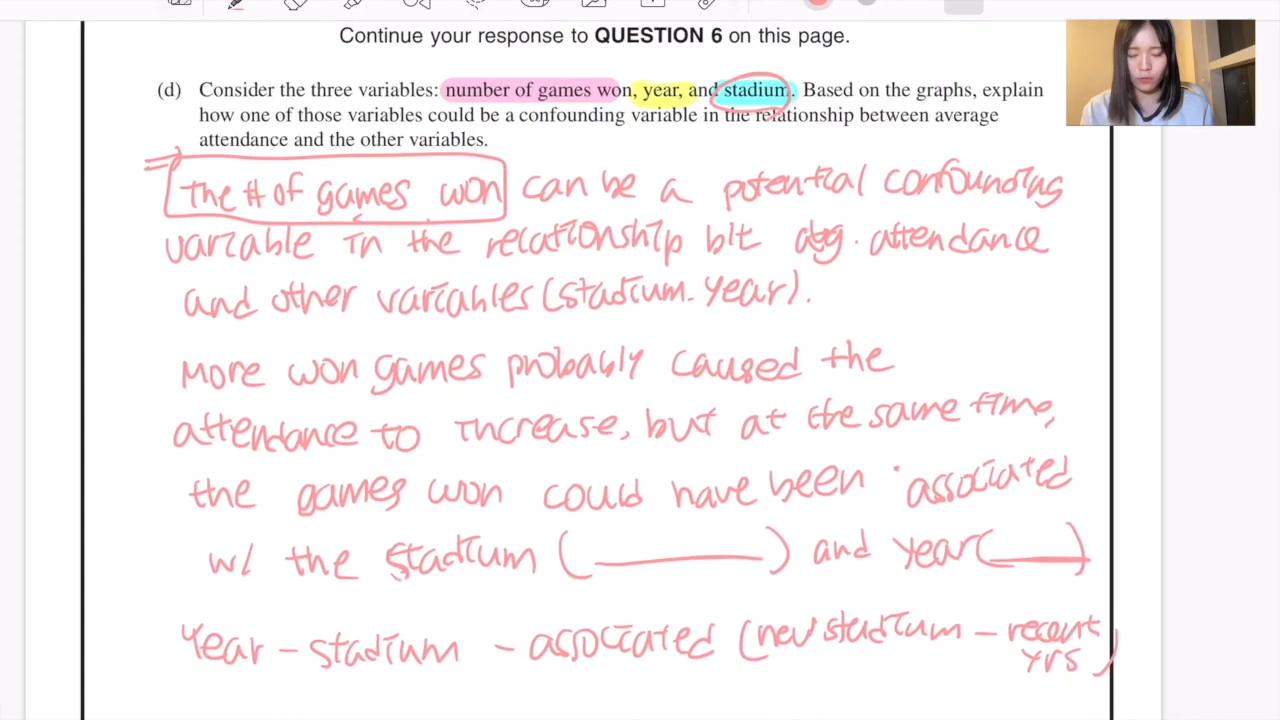 Continue your response to QUESTION 6 on this page.
(d) Consider the three variables: number of games won, year, and stadium. Based on the graphs, explain
how one of those variables could be a confounding variable in the relationship between average
attendance and the other variables.
The # of games won can be a potential confounding
variable in the relationship btt avg. attendance
and other variables (stadium. year).
More won games probably caused the
attendance to increase, but at the same time,
the games won could have been associated
w/ the stadium (________) and year(____)
Year - stadium - associated (new stadium - recent
yrs)